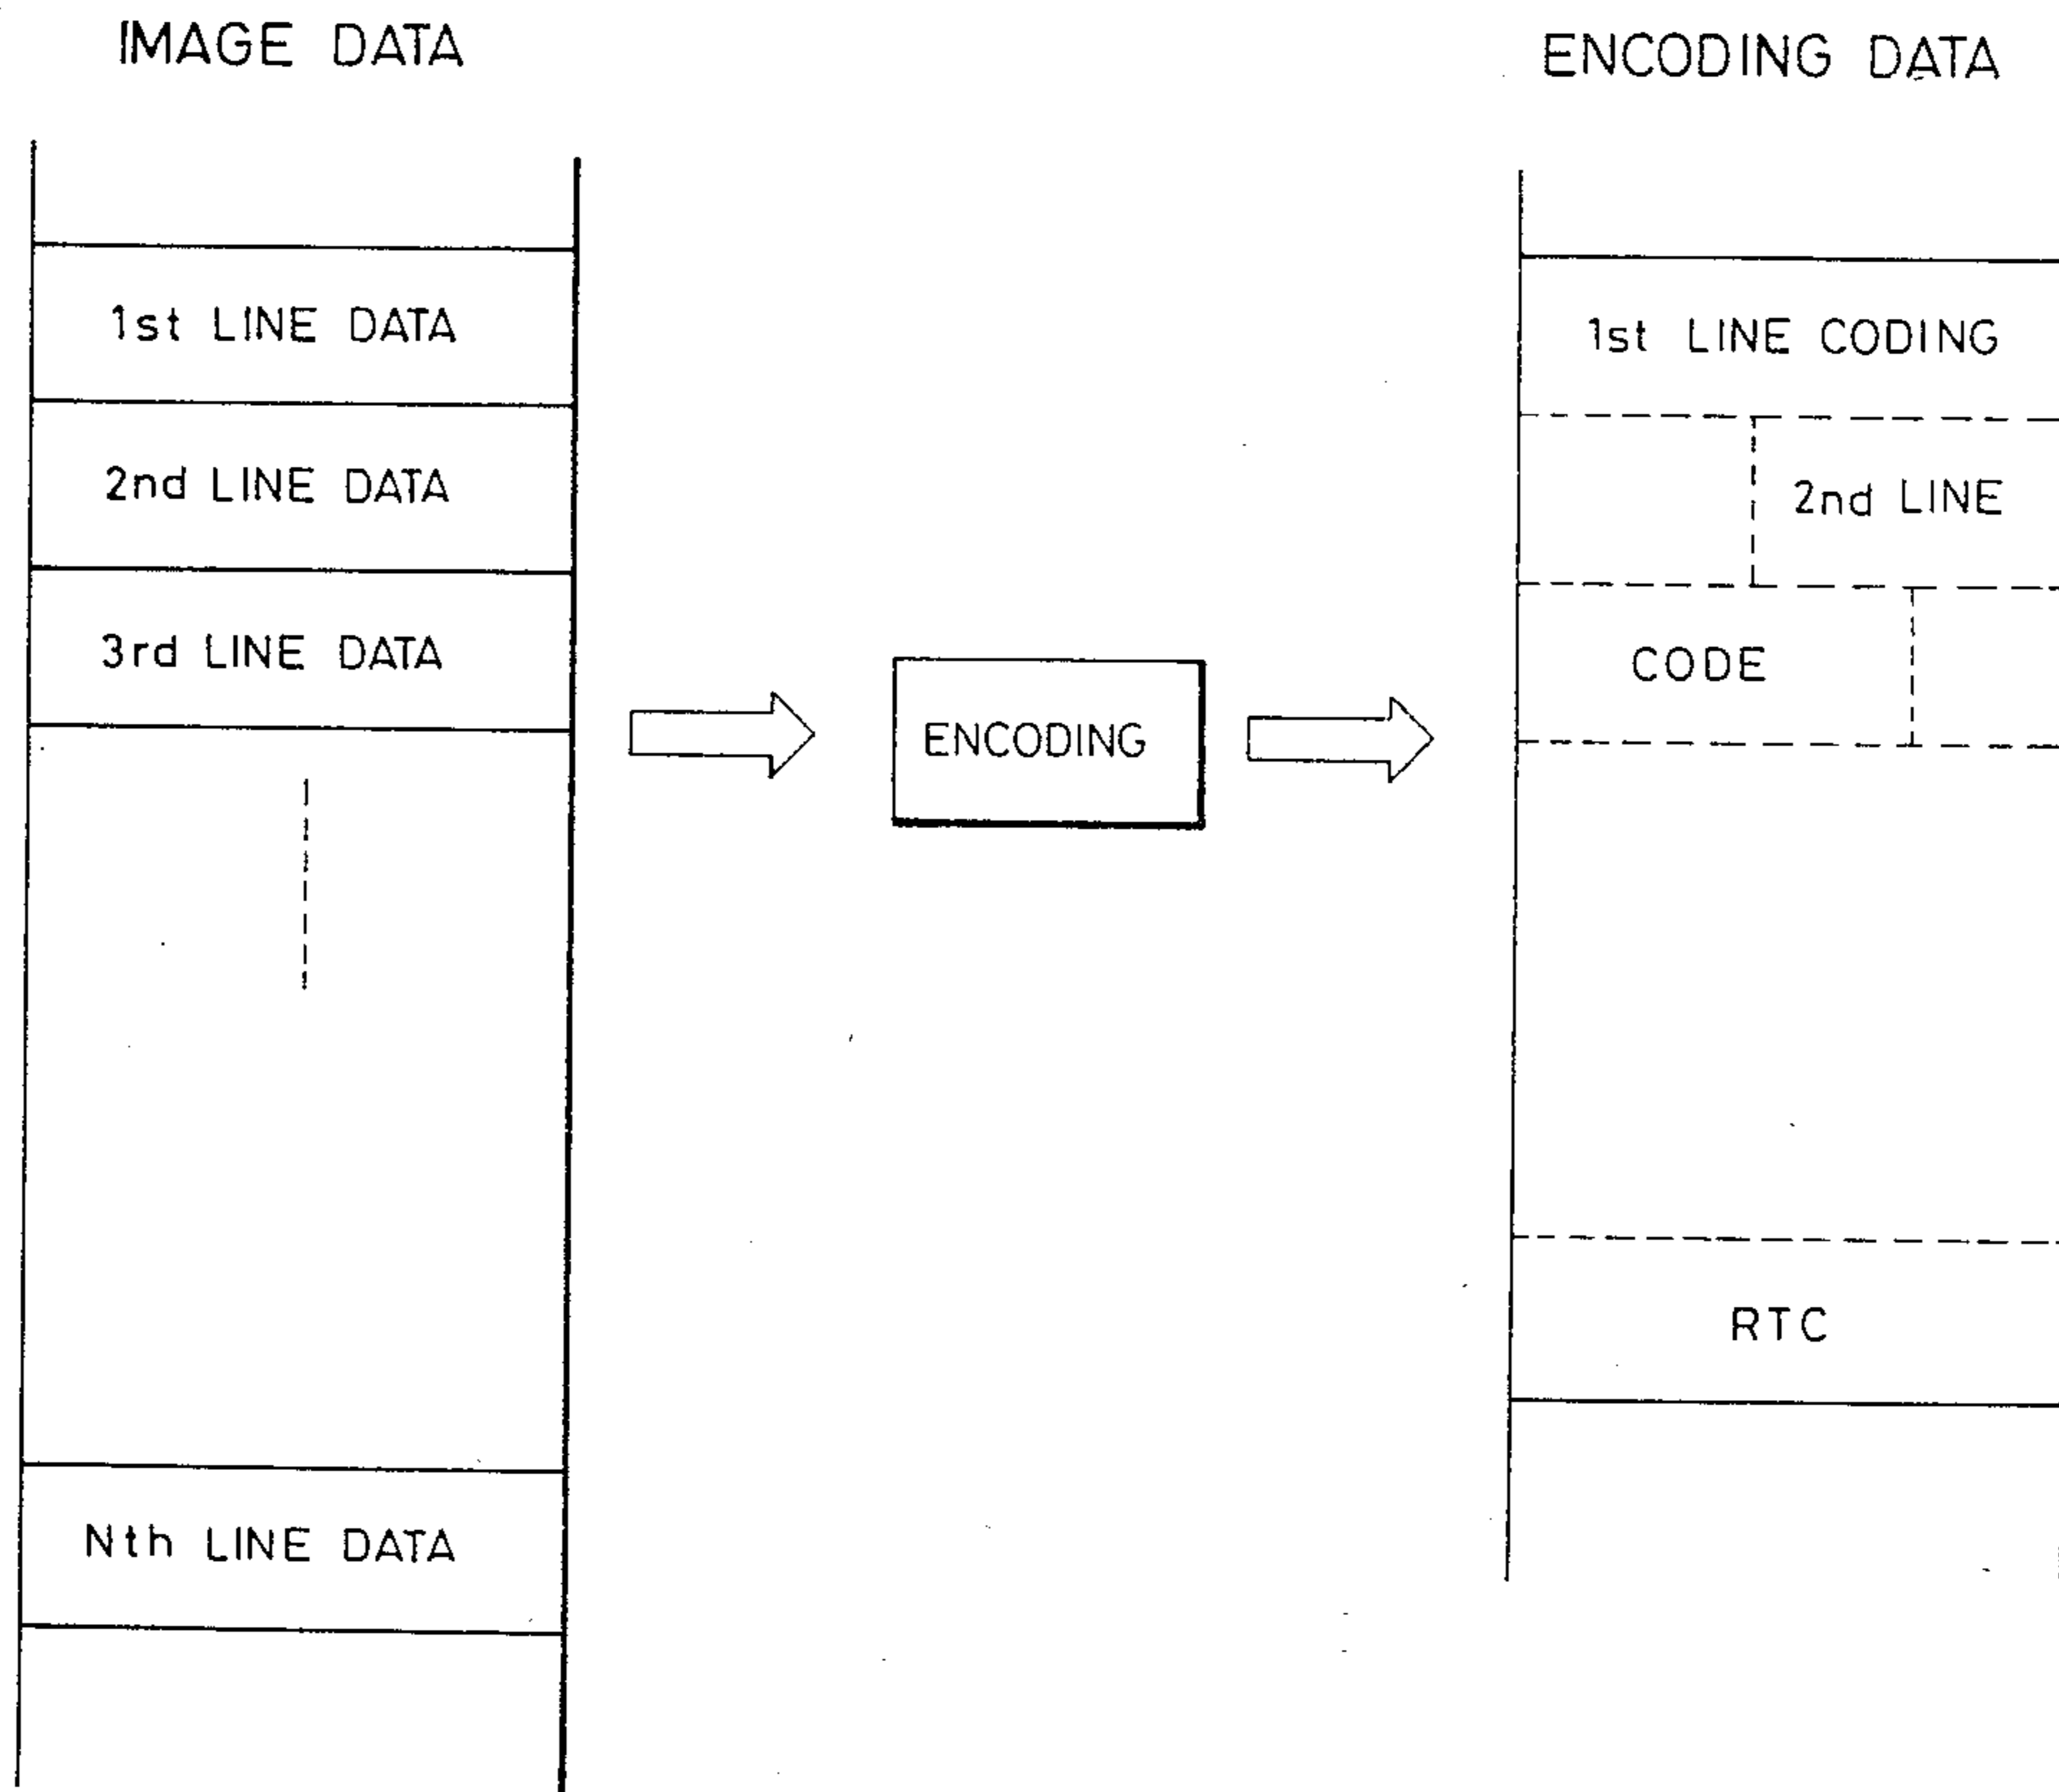 IMAGE DATA
1st LINE DATA
2nd LINE DATA
3rd LINE DATA
Nth LINE DATA
ENCODING
ENCODING DATA
1st LINE CODING
2nd LINE
CODE
RTC